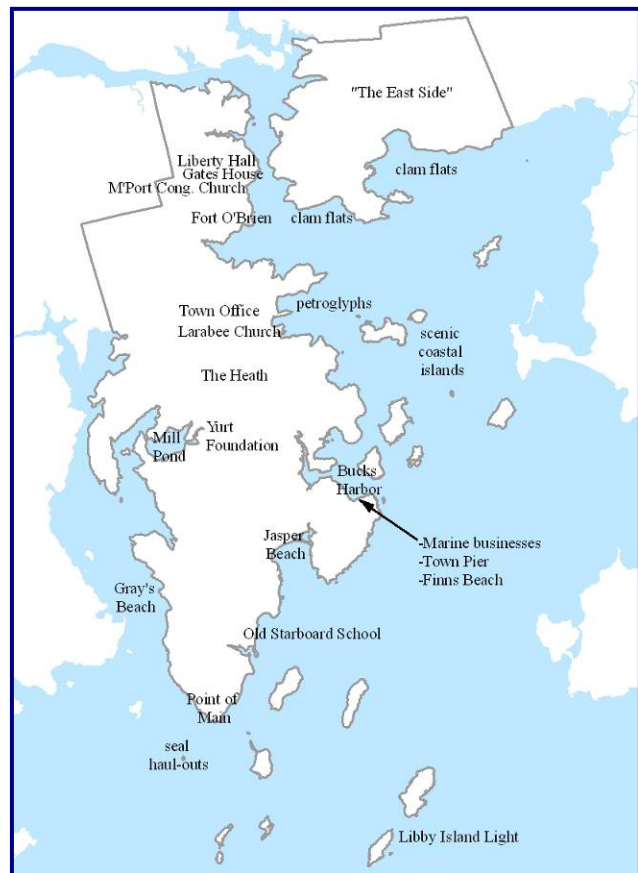 "The East Side"
clam flats
Liberty Hall
Gates House
M'Port Cong. Church
Fort O'Brien
clam flats
petroglyphs
Town Office
Larabee Church
scenic
coastal
islands
The Heath
Yurt
Foundation
Mill
Pond
Bucks
Harbor
Jasper
Beach
-Marine businesses
-Town Pier
-Finns Beach
Gray's
Beach
Old Starboard School
Point of
Main
seal
haul-outs
Libby Island Light